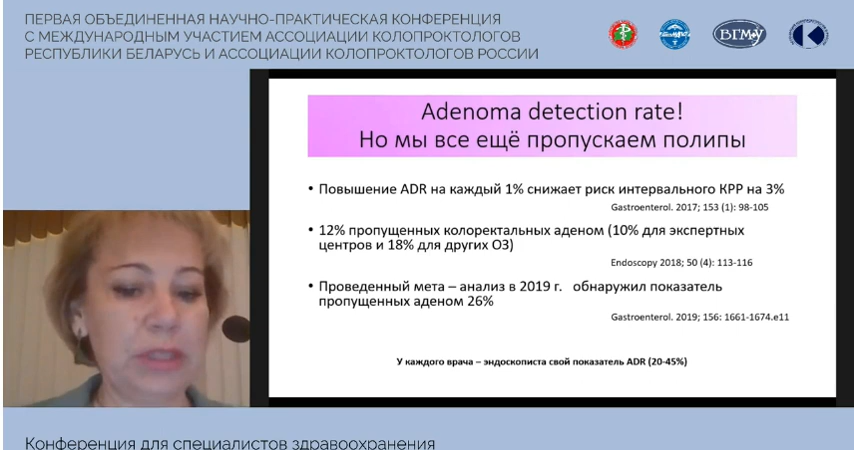 ПЕРВАЯ ОБЪЕДИНЕННАЯ НАУЧНО-ПРАКТИЧЕСКАЯ КОНФЕРЕНЦИЯ
С МЕЖДУНАРОДНЫМ УЧАСТИЕМ АССОЦИАЦИИ КОЛОПРОКТОЛОГОВ
РЕСПУБЛИКИ БЕЛАРУСЬ И АССОЦИАЦИИ КОЛОПРОКТОЛОГОВ РОССИИ
ВГМУ
Adenoma detection rate!
Но мы все ещё пропускаем полипы
• Повышение ADR на каждый 1% снижает риск интервального КРР на 3%
Gastroenterol. 2017; 153 (1): 98-105
• 12% пропущенных колоректальных аденом (10% для экспертных
центров и 18% для других ОЗ)
Endoscopy 2018; 50 (4): 113-116
• Проведенный мета – анализ в 2019 г. обнаружил показатель
пропущенных аденом 26%
Gastroenterol. 2019; 156: 1661-1674.e11
У каждого врача – эндоскописта свой показатель ADR (20-45%)
Конференция для специалистов здравоохранения